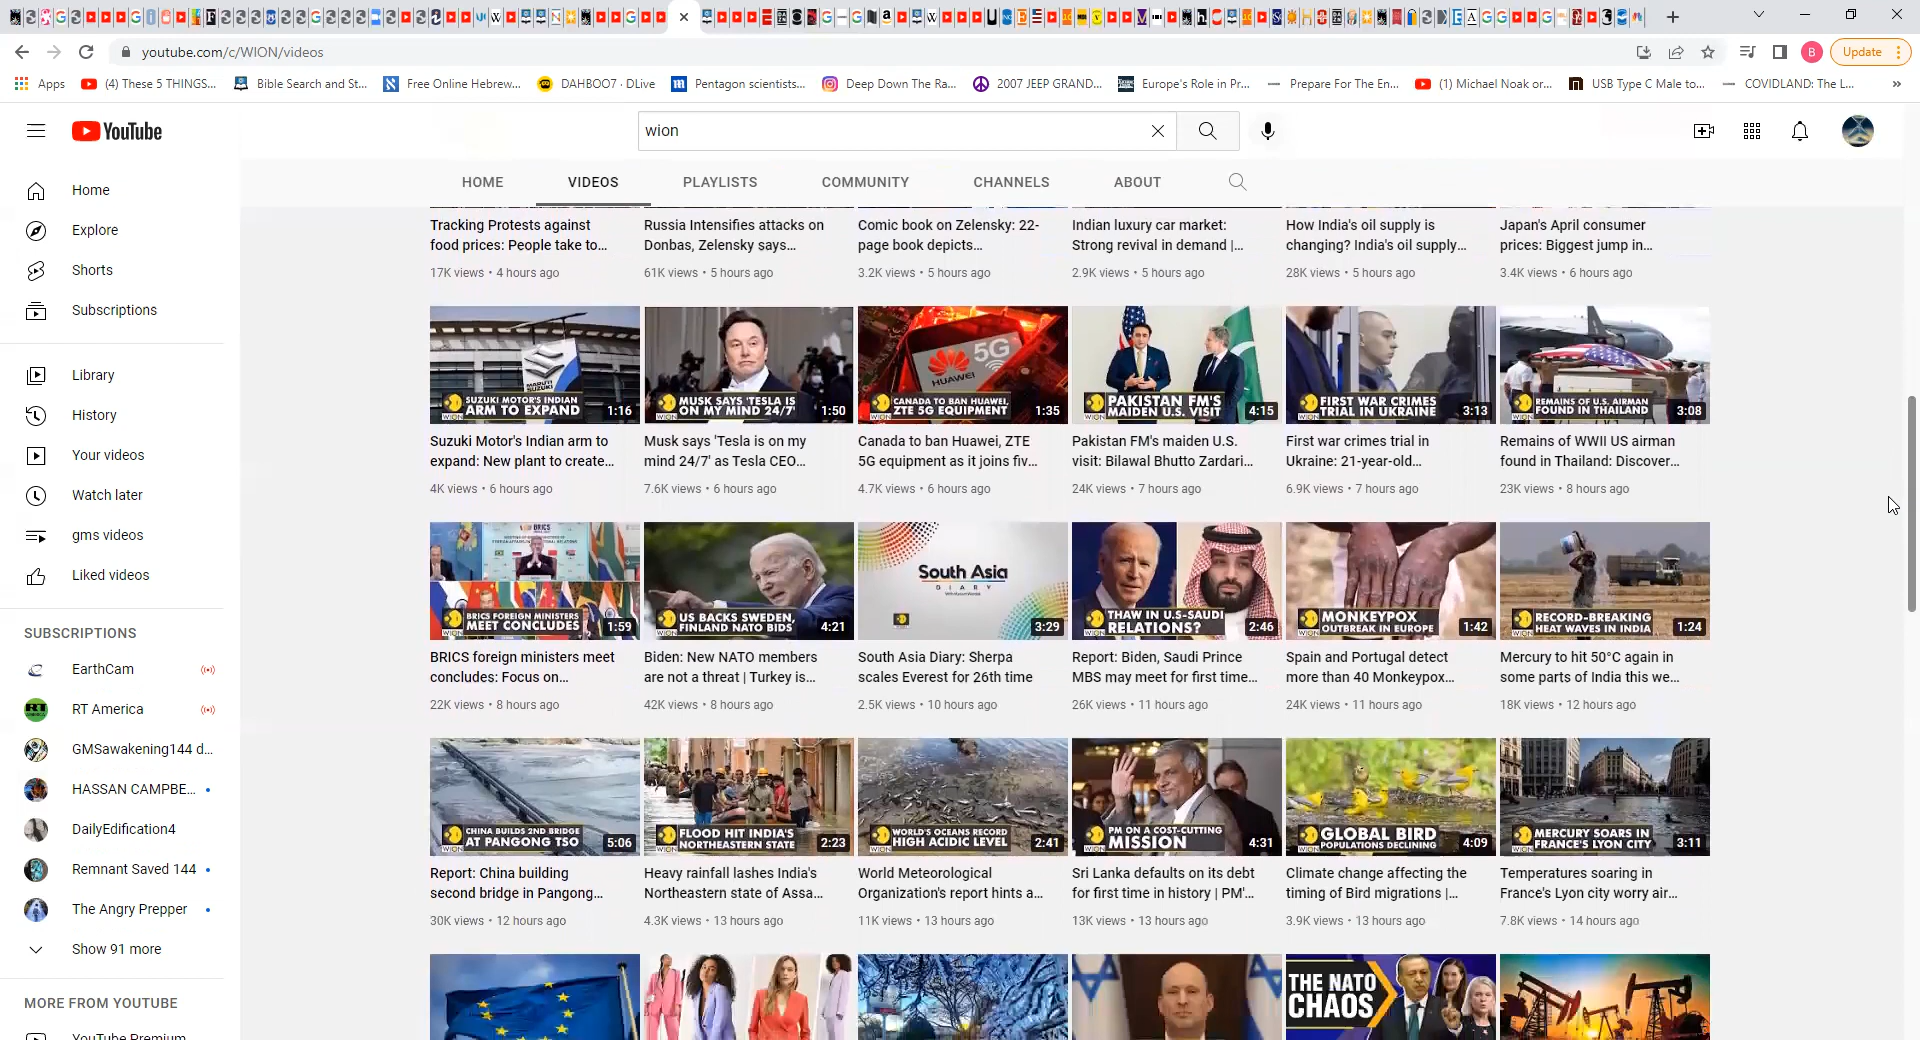 youtube.com/c/WION/videos
B
Update
Apps
(4) These 5 THINGS...
Bible Search and St...
Free Online Hebrew...
DAHBOO7 · DLive
Pentagon scientists...
Deep Down The Ra...
2007 JEEP GRAND...
Europe's Role in Pr...
Prepare For The En...
(1) Michael Noak or...
USB Type C Male to...
COVIDLAND: The L...
»
YouTube
wion
HOME
VIDEOS
PLAYLISTS
COMMUNITY
CHANNELS
ABOUT
Home
Explore
Shorts
Subscriptions
Library
History
Your videos
Watch later
gms videos
Liked videos
SUBSCRIPTIONS
EarthCam
RT America
GMSawakening144 d...
HASSAN CAMPBE...
DailyEdification4
Remnant Saved 144
The Angry Prepper
Show 91 more
MORE FROM YOUTUBE
YouTube Premium
Tracking Protests against
food prices: People take to...
17K views • 4 hours ago
Russia Intensifies attacks on
Donbas, Zelensky says...
61K views • 5 hours ago
Comic book on Zelensky: 22-
page book depicts...
3.2K views • 5 hours ago
Indian luxury car market:
Strong revival in demand |...
2.9K views • 5 hours ago
How India's oil supply is
changing? India's oil supply...
28K views • 5 hours ago
Japan's April consumer
prices: Biggest jump in...
3.4K views • 6 hours ago
MARUTI
SUZUKI
WION
SUZUKI MOTOR'S INDIAN
ARM TO EXPAND
1:16
Suzuki Motor's Indian arm to
expand: New plant to create...
4K views • 6 hours ago
WION
MUSK SAYS 'TESLA IS
ON MY MIND 24/7'
1:50
Musk says 'Tesla is on my
mind 24/7' as Tesla CEO...
7.6K views • 6 hours ago
5G
HUAWEI
WION
CANADA TO BAN HUAWEI,
ZTE 5G EQUIPMENT
1:35
Canada to ban Huawei, ZTE
5G equipment as it joins fiv...
4.7K views • 6 hours ago
WION
PAKISTAN FM'S
MAIDEN U.S. VISIT
4:15
Pakistan FM's maiden U.S.
visit: Bilawal Bhutto Zardari...
24K views • 7 hours ago
WION
FIRST WAR CRIMES
TRIAL IN UKRAINE
3:13
First war crimes trial in
Ukraine: 21-year-old...
6.9K views • 7 hours ago
WION
REMAINS OF U.S. AIRMAN
FOUND IN THAILAND
3:08
Remains of WWII US airman
found in Thailand: Discover...
23K views • 8 hours ago
BRICS
WION
BRICS FOREIGN MINISTERS
MEET CONCLUDES
1:59
BRICS foreign ministers meet
concludes: Focus on...
22K views • 8 hours ago
WION
US BACKS SWEDEN,
FINLAND NATO BIDS
4:21
Biden: New NATO members
are not a threat | Turkey is...
42K views • 8 hours ago
South Asia
DIARY
3:29
South Asia Diary: Sherpa
scales Everest for 26th time
2.5K views • 10 hours ago
WION
THAW IN U.S-SAUDI
RELATIONS?
2:46
Report: Biden, Saudi Prince
MBS may meet for first time...
26K views • 11 hours ago
WION
MONKEYPOX
OUTBREAK IN EUROPE
1:42
Spain and Portugal detect
more than 40 Monkeypox...
24K views • 11 hours ago
WION
RECORD-BREAKING
HEAT WAVES IN INDIA
1:24
Mercury to hit 50°C again in
some parts of India this we...
18K views • 12 hours ago
WION
CHINA BUILDS 2ND BRIDGE
AT PANGONG TSO
5:06
Report: China building
second bridge in Pangong...
30K views • 12 hours ago
WION
FLOOD HIT INDIA'S
NORTHEASTERN STATE
2:23
Heavy rainfall lashes India's
Northeastern state of Assa...
4.3K views • 13 hours ago
WION
WORLD'S OCEANS RECORD
HIGH ACIDIC LEVEL
2:41
World Meteorological
Organization's report hints a...
11K views • 13 hours ago
WION
PM ON A COST-CUTTING
MISSION
4:31
Sri Lanka defaults on its debt
for first time in history | PM'...
13K views • 13 hours ago
WION
GLOBAL BIRD
POPULATIONS DECLINING
4:09
Climate change affecting the
timing of Bird migrations |...
3.9K views • 13 hours ago
WION
MERCURY SOARS IN
FRANCE'S LYON CITY
3:11
Temperatures soaring in
France's Lyon city worry air...
7.8K views • 14 hours ago
THE NATO
CHAOS